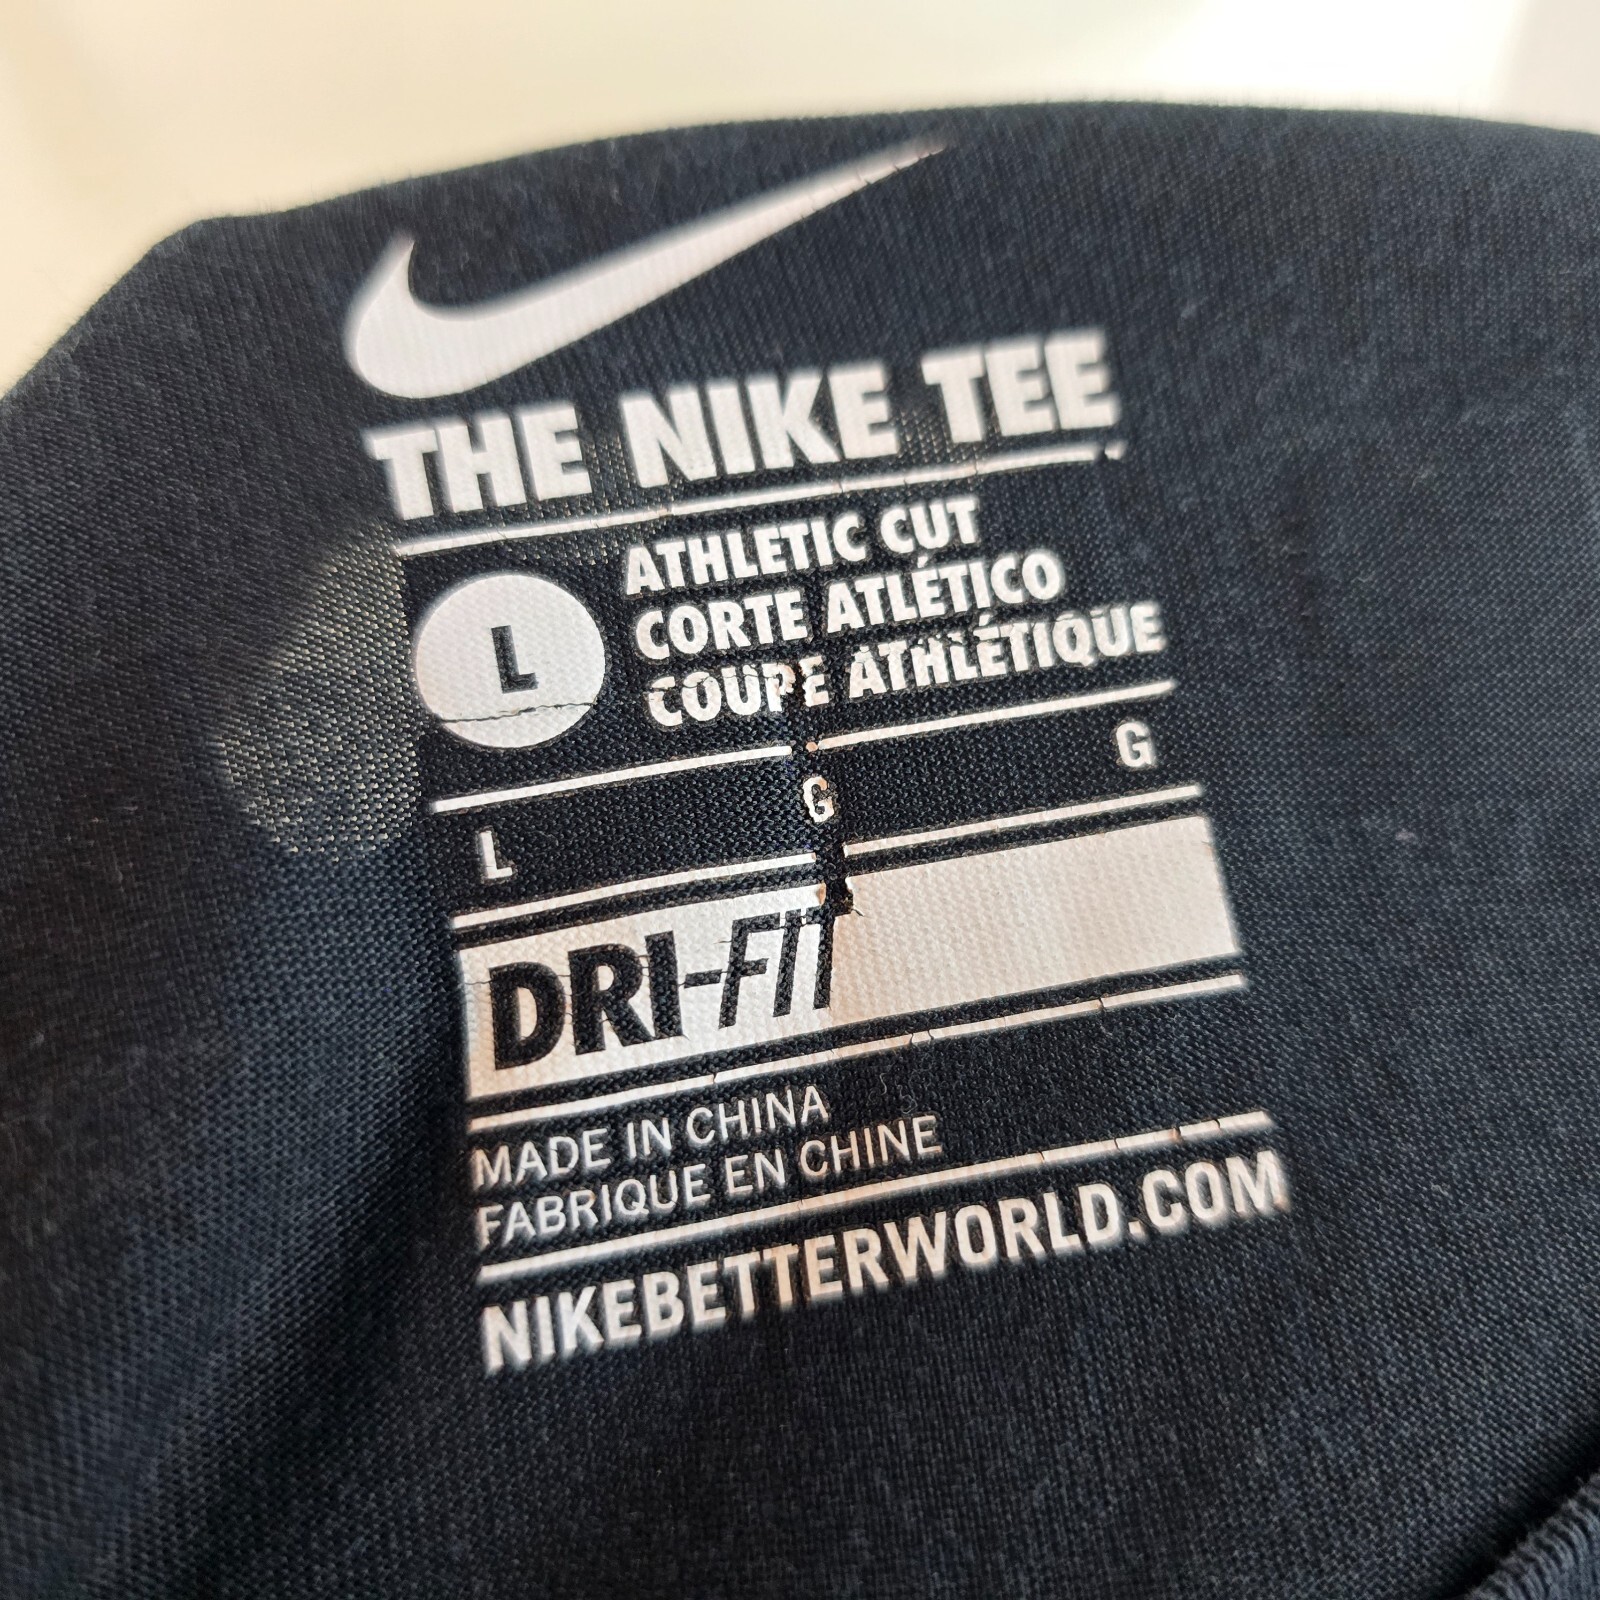 THE NIKE TEE
L
ATHLETIC CUT
CORTE ATLÉTICO
COUPE ATHLÉTIQUE
L G G
DRI-FIT
MADE IN CHINA
FABRIQUE EN CHINE
NIKEBETTERWORLD.COM